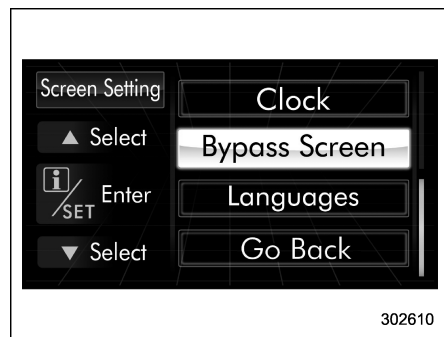 Screen Setting
Clock
▲ Select
Bypass Screen
i/SET Enter
Languages
▼ Select
Go Back
302610